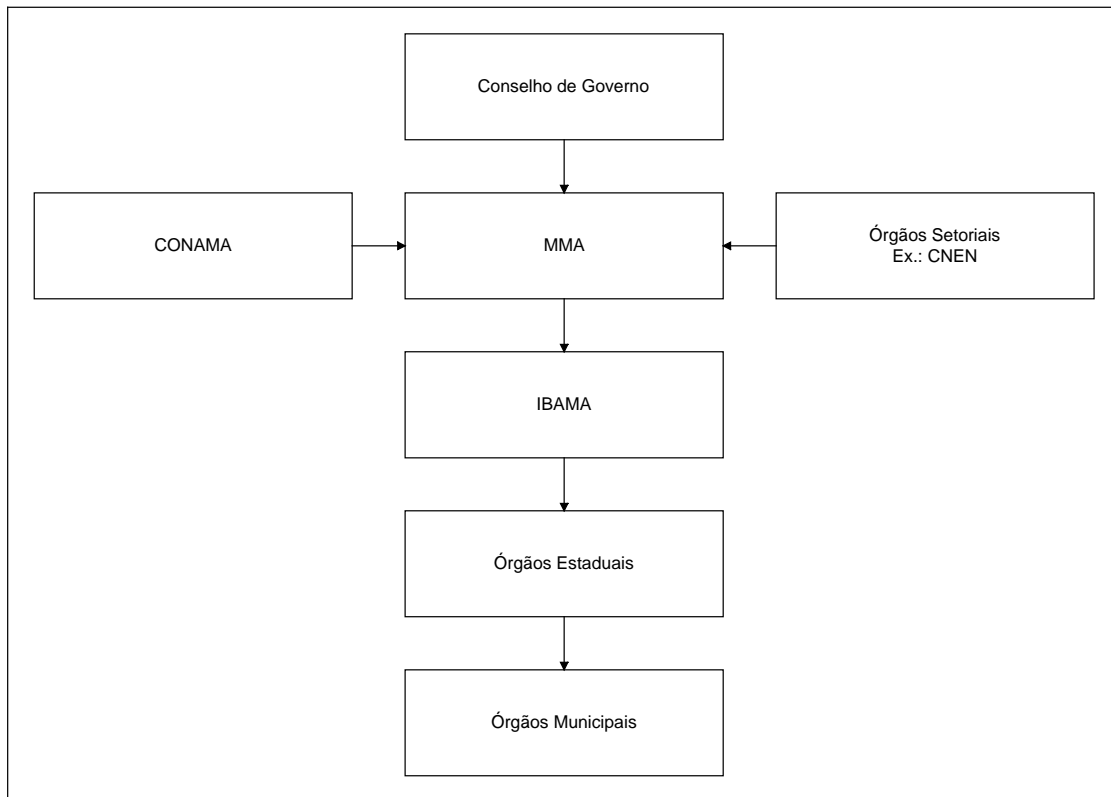 Conselho de Governo
CONAMA
MMA
Órgãos Setoriais
Ex.: CNEN
IBAMA
Órgãos Estaduais
Órgãos Municipais